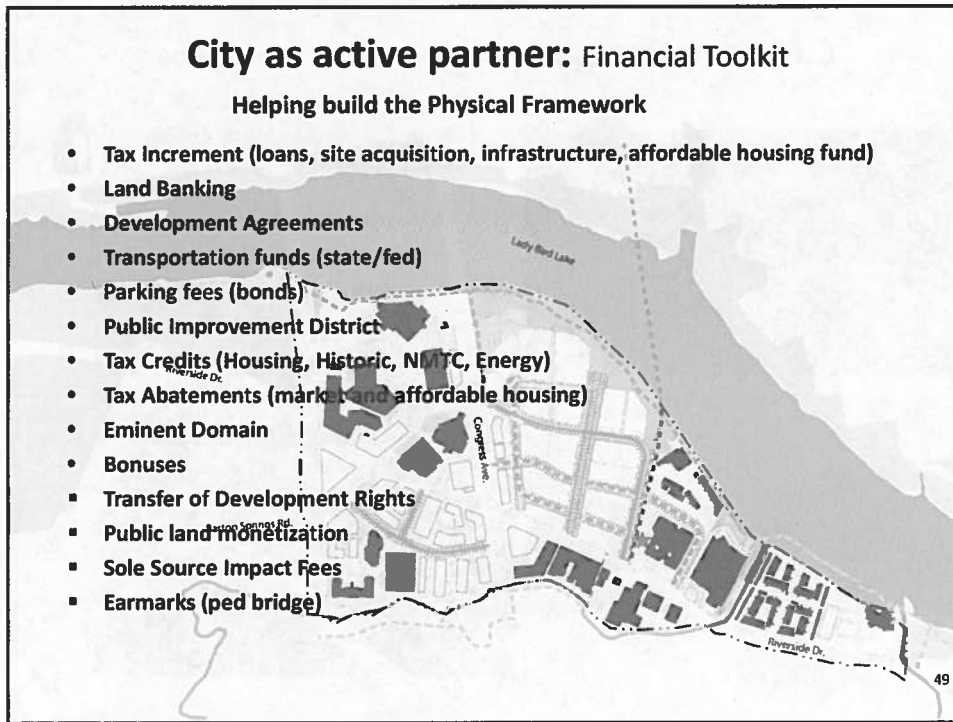 City as active partner: Financial Toolkit
Helping build the Physical Framework
• Tax Increment (loans, site acquisition, infrastructure, affordable housing fund)
• Land Banking
• Development Agreements
• Transportation funds (state/fed)
• Parking fees (bonds)
• Public Improvement District
• Tax Credits (Housing, Historic, NMTC, Energy)
• Tax Abatements (market and affordable housing)
• Eminent Domain
• Bonuses
▪ Transfer of Development Rights
▪ Public land monetization
▪ Sole Source Impact Fees
▪ Earmarks (ped bridge)
Lady Bird Lake
Riverside Dr.
Congress Ave.
Barton Springs Rd.
Riverside Dr.
49